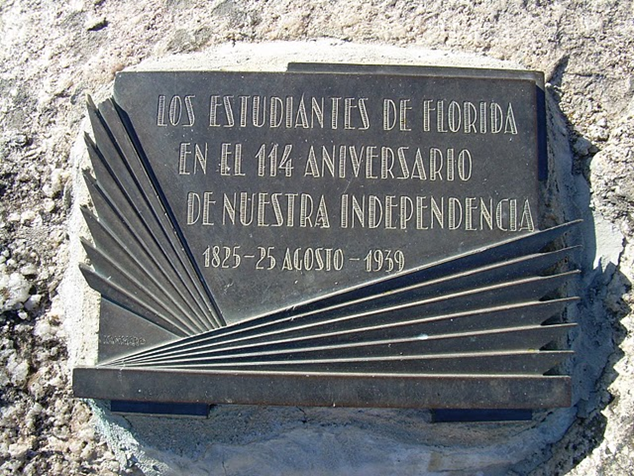 LOS ESTUDIANTES DE FLORIDA
EN EL 114 ANIVERSARIO
DE NUESTRA INDEPENDENCIA
1825-25 AGOSTO-1939